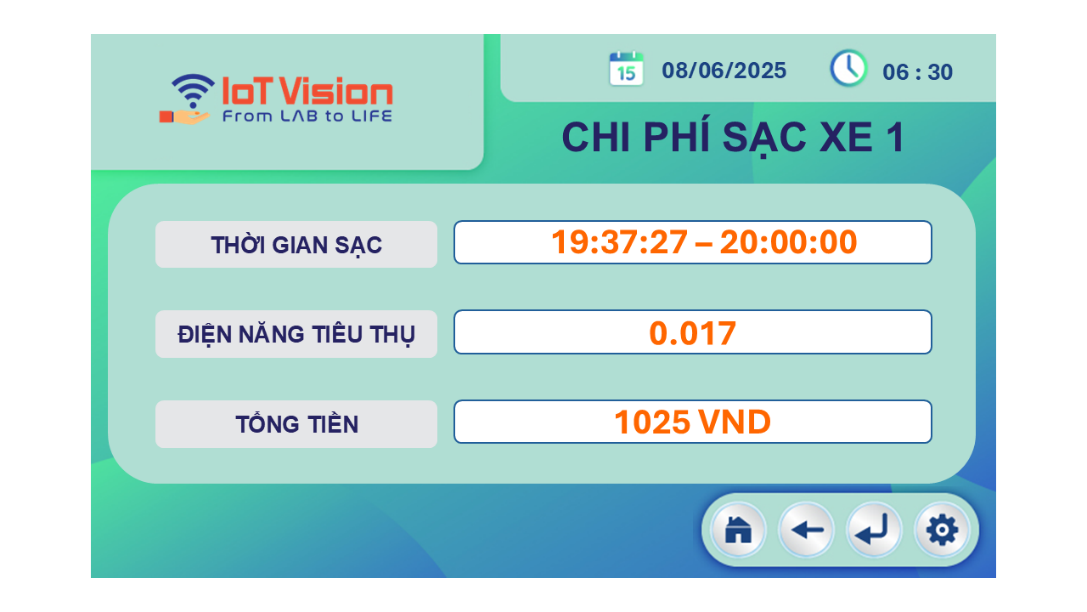 IoT Vision
From LAB to LIFE
15
08/06/2025
06 : 30
CHI PHÍ SẠC XE 1
THỜI GIAN SẠC
19:37:27 – 20:00:00
ĐIỆN NĂNG TIÊU THỤ
0.017
TỔNG TIỀN
1025 VND